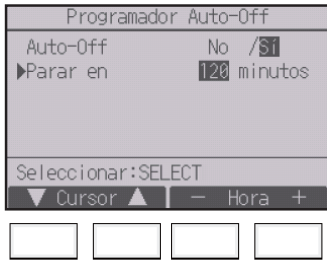 Programador Auto-Off
Auto-Off No /Sí
▶Parar en 120 minutos
Seleccionar:SELECT
▼ Cursor ▲ － Hora ＋